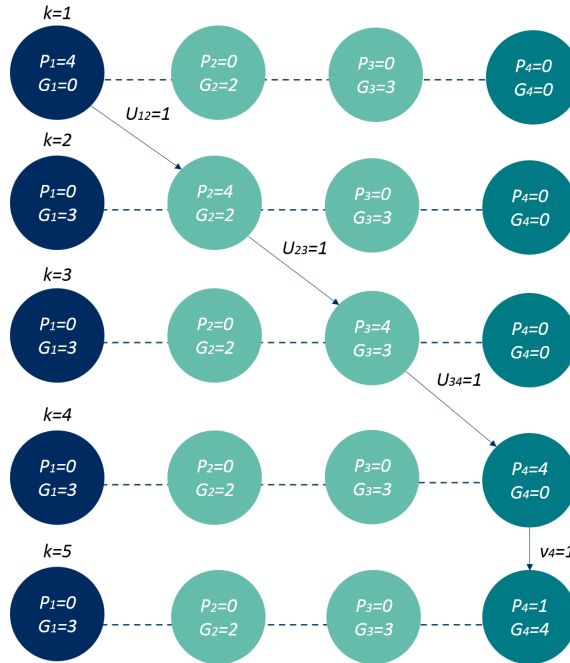 k=1
P₁=4 P₂=0 P₃=0 P₄=0
G₁=0 G₂=2 G₃=3 G₄=0
U₁₂=1
k=2
P₁=0 P₂=4 P₃=0 P₄=0
G₁=3 G₂=2 G₃=3 G₄=0
U₂₃=1
k=3
P₁=0 P₂=0 P₃=4 P₄=0
G₁=3 G₂=2 G₃=3 G₄=0
U₃₄=1
k=4
P₁=0 P₂=0 P₃=0 P₄=4
G₁=3 G₂=2 G₃=3 G₄=0
k=5 v₄=1
P₁=0 P₂=0 P₃=0 P₄=1
G₁=3 G₂=2 G₃=3 G₄=4